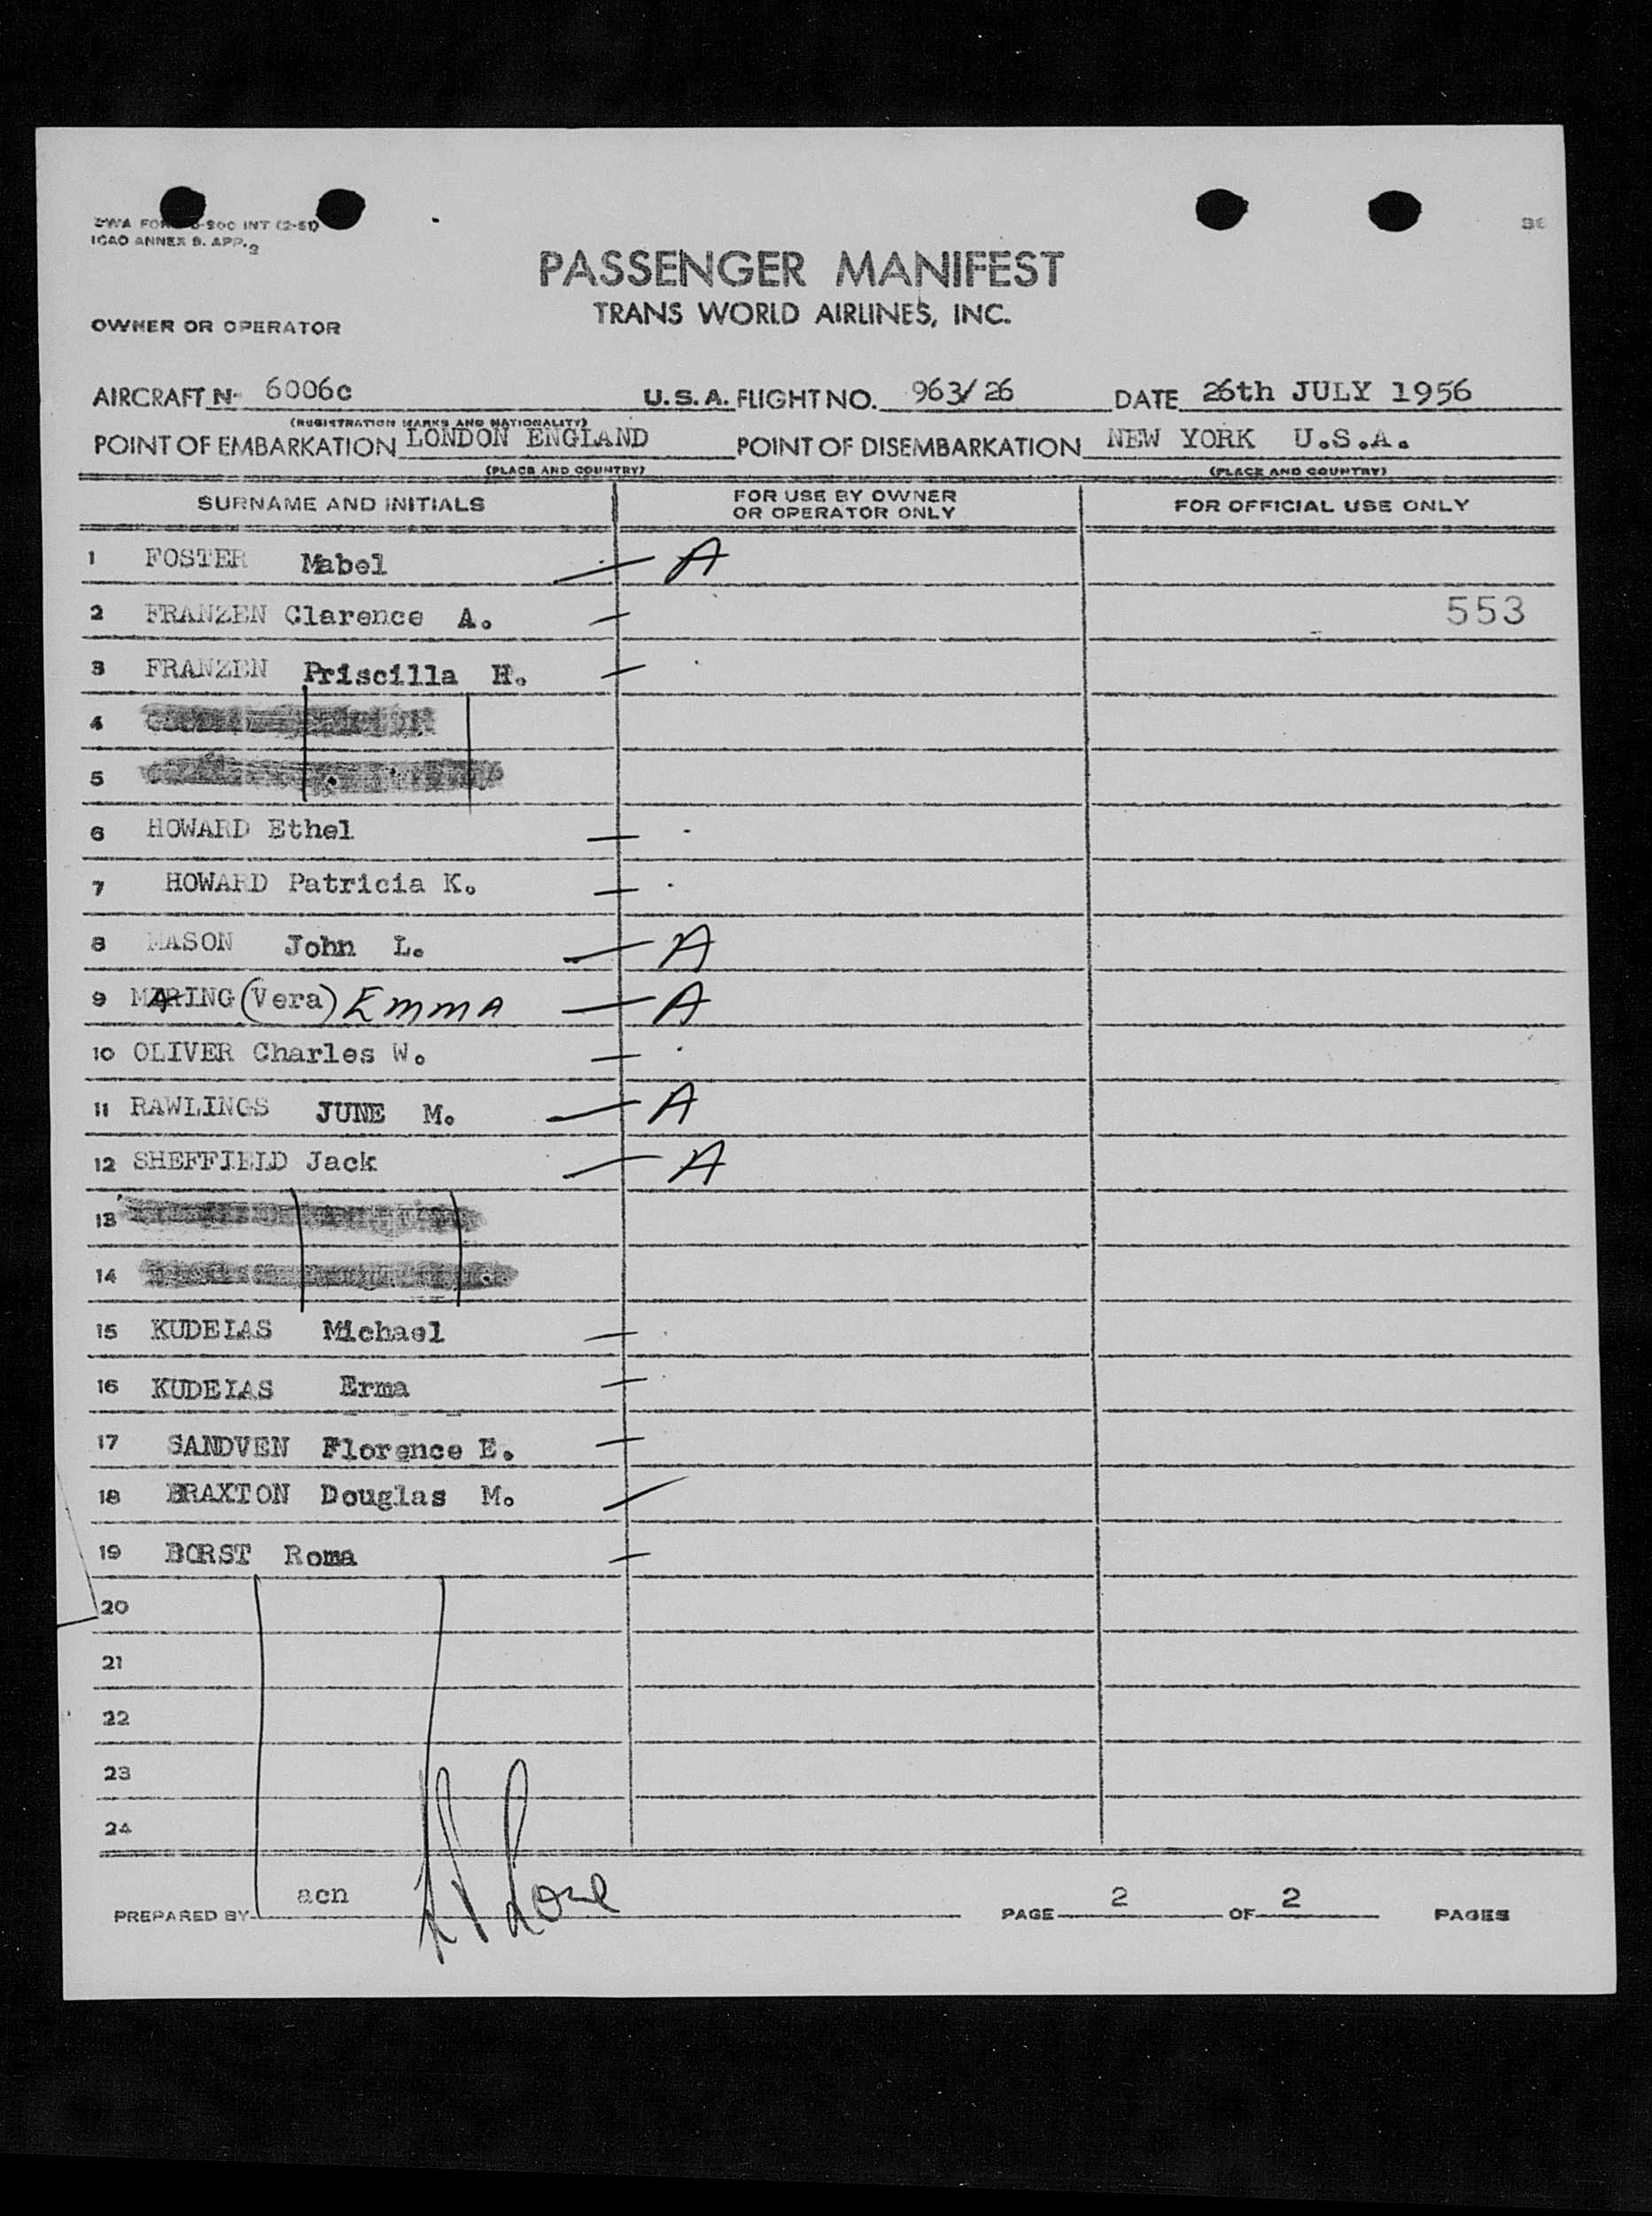 ICAO ANNEX 9. APP. 2
PASSENGER MANIFEST
TRANS WORLD AIRLINES, INC.
OWNER OR OPERATOR
AIRCRAFT N- 6006c U.S.A. FLIGHT NO. 963/26 DATE 26th JULY 1956
(REGISTRATION MARKS AND NATIONALITY)
POINT OF EMBARKATION LONDON ENGLAND POINT OF DISEMBARKATION NEW YORK U.S.A.
(PLACE AND COUNTRY) (PLACE AND COUNTRY)
SURNAME AND INITIALS FOR USE BY OWNER OR OPERATOR ONLY FOR OFFICIAL USE ONLY
1 FOSTER Mabel — A
2 FRANZEN Clarence A. — 553
3 FRANZEN Priscilla H. —
4
5
6 HOWARD Ethel —
7 HOWARD Patricia K. —
8 MASON John L. — A
9 MARING (Vera) EMMA — A
10 OLIVER Charles W. —
11 RAWLINGS JUNE M. — A
12 SHEFFIELD Jack — A
13
14
15 KUDELAS Michael —
16 KUDELAS Erma —
17 SANDVEN Florence E. —
18 BRAXTON Douglas M. —
19 BORST Roma —
20
21
22
23
24
PREPARED BY acn PAGE 2 OF 2 PAGES